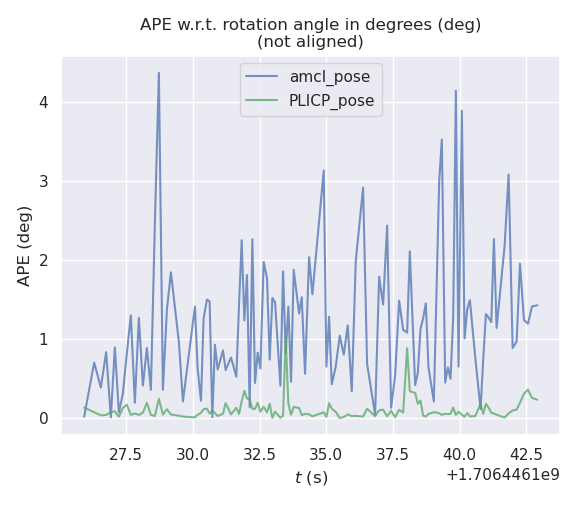 APE w.r.t. rotation angle in degrees (deg)
(not aligned)
amcl_pose
PLICP_pose
APE (deg)
4
3
2
1
0
27.5 30.0 32.5 35.0 37.5 40.0 42.5
t (s)
+1.7064461e9